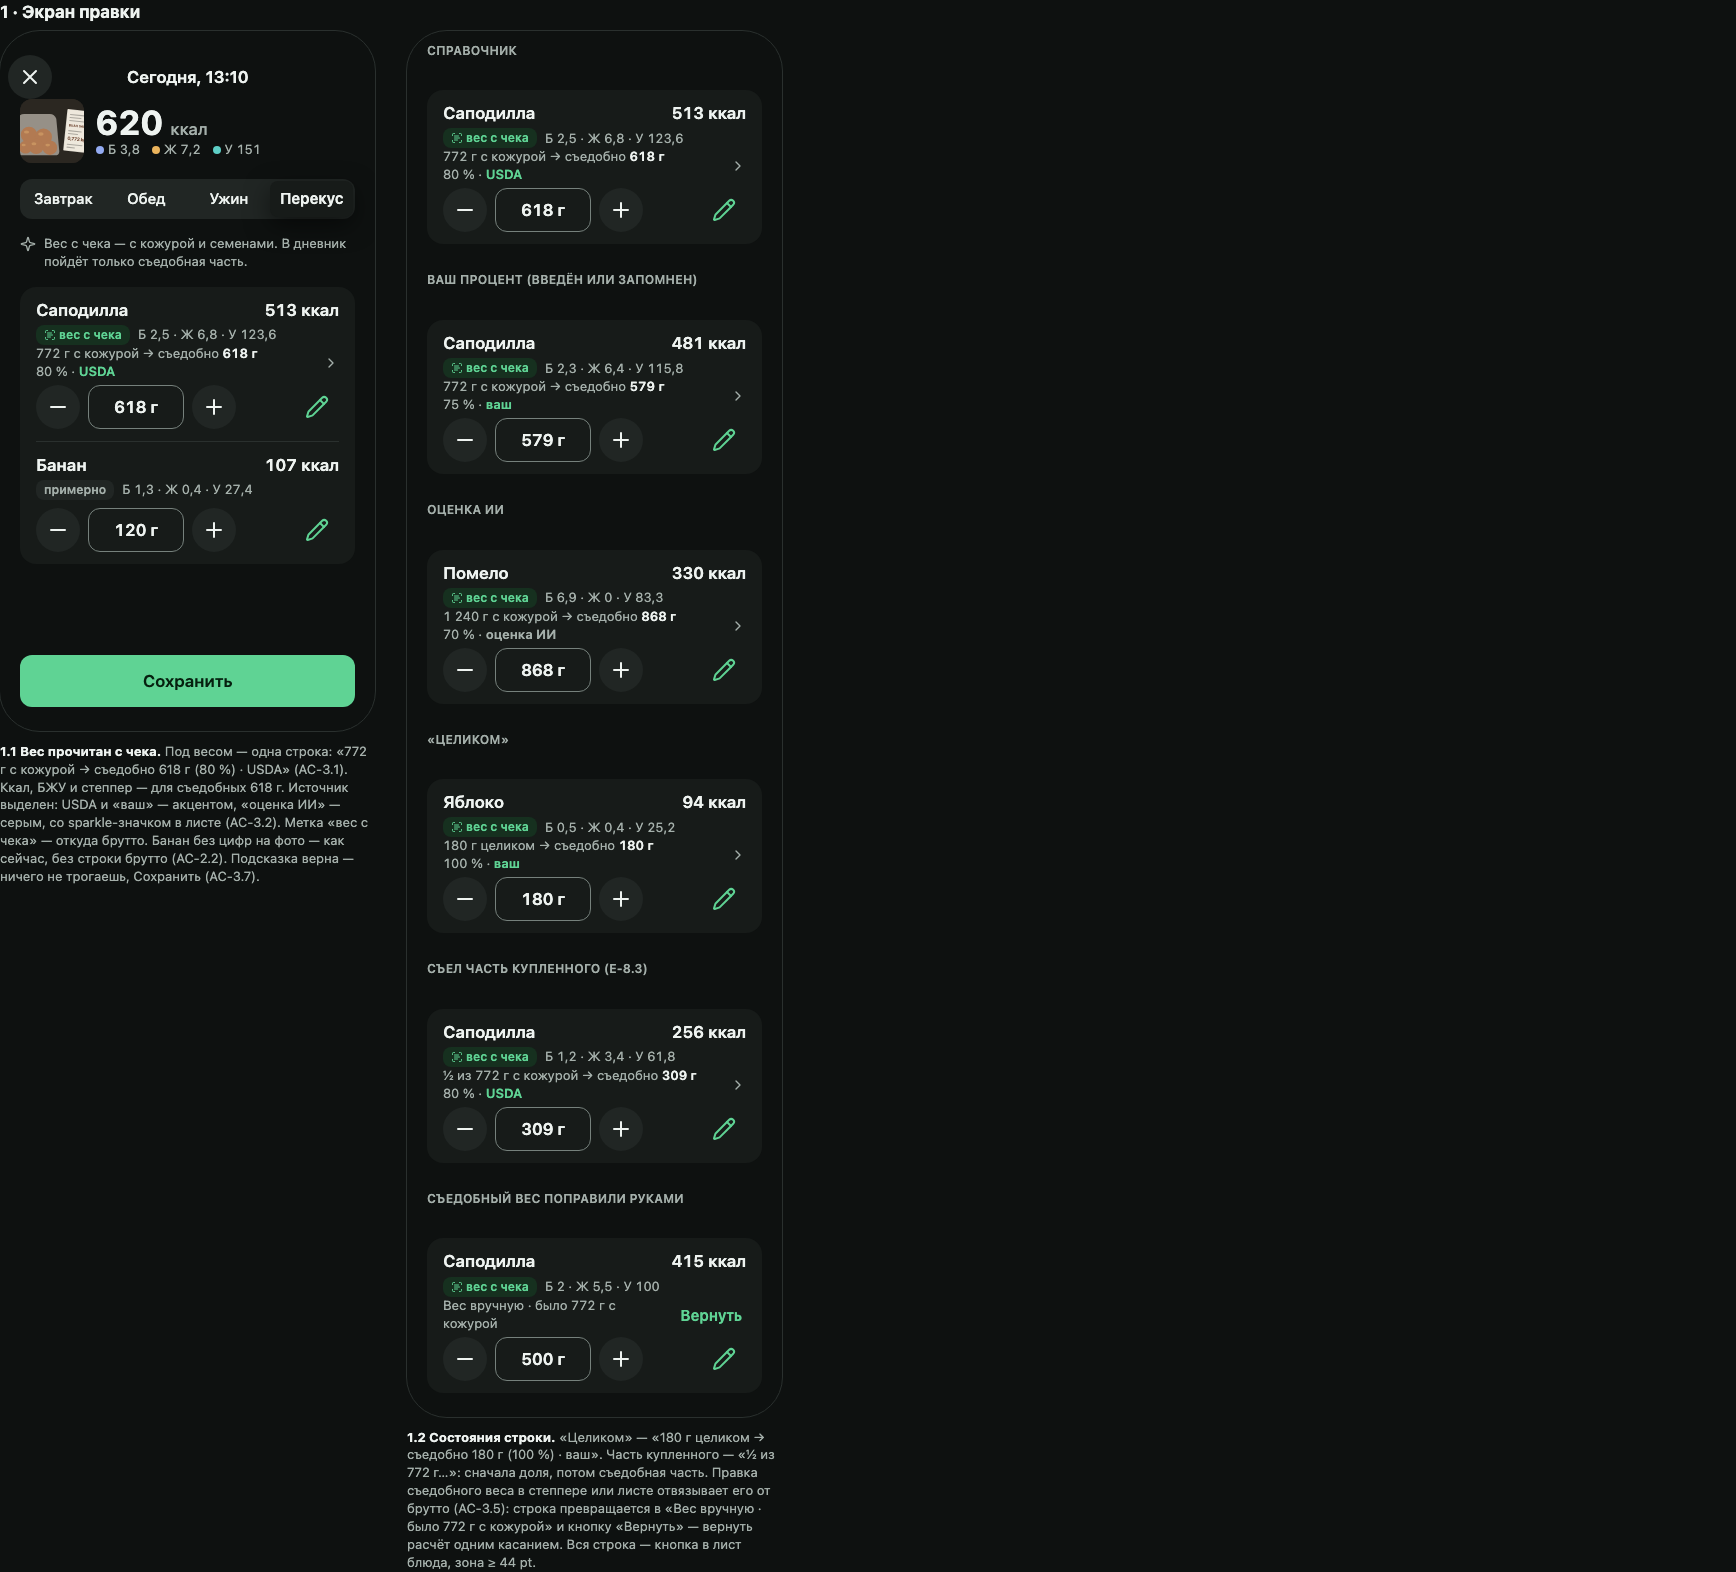 1 · Экран правки
Сегодня, 13:10
620 ккал
Б 3,8 Ж 7,2 У 151
Завтрак Обед Ужин Перекус
Вес с чека — с кожурой и семенами. В дневник
пойдёт только съедобная часть.
Саподилла 513 ккал
вес с чека Б 2,5 · Ж 6,8 · У 123,6
772 г с кожурой → съедобно 618 г
80 % · USDA
618 г
Банан 107 ккал
примерно Б 1,3 · Ж 0,4 · У 27,4
120 г
Сохранить
1.1 Вес прочитан с чека. Под весом — одна строка: «772
г с кожурой → съедобно 618 г (80 %) · USDA» (AC-3.1).
Ккал, БЖУ и степпер — для съедобных 618 г. Источник
выделен: USDA и «ваш» — акцентом, «оценка ИИ» —
серым, со sparkle-значком в листе (AC-3.2). Метка «вес с
чека» — откуда брутто. Банан без цифр на фото — как
сейчас, без строки брутто (AC-2.2). Подсказка верна —
ничего не трогаешь, Сохранить (AC-3.7).
СПРАВОЧНИК
Саподилла 513 ккал
вес с чека Б 2,5 · Ж 6,8 · У 123,6
772 г с кожурой → съедобно 618 г
80 % · USDA
618 г
ВАШ ПРОЦЕНТ (ВВЕДЁН ИЛИ ЗАПОМНЕН)
Саподилла 481 ккал
вес с чека Б 2,3 · Ж 6,4 · У 115,8
772 г с кожурой → съедобно 579 г
75 % · ваш
579 г
ОЦЕНКА ИИ
Помело 330 ккал
вес с чека Б 6,9 · Ж 0 · У 83,3
1 240 г с кожурой → съедобно 868 г
70 % · оценка ИИ
868 г
«ЦЕЛИКОМ»
Яблоко 94 ккал
вес с чека Б 0,5 · Ж 0,4 · У 25,2
180 г целиком → съедобно 180 г
100 % · ваш
180 г
СЪЕЛ ЧАСТЬ КУПЛЕННОГО (E-8.3)
Саподилла 256 ккал
вес с чека Б 1,2 · Ж 3,4 · У 61,8
½ из 772 г с кожурой → съедобно 309 г
80 % · USDA
309 г
СЪЕДОБНЫЙ ВЕС ПОПРАВИЛИ РУКАМИ
Саподилла 415 ккал
вес с чека Б 2 · Ж 5,5 · У 100
Вес вручную · было 772 г с
кожурой
Вернуть
500 г
1.2 Состояния строки. «Целиком» — «180 г целиком →
съедобно 180 г (100 %) · ваш». Часть купленного — «½ из
772 г…»: сначала доля, потом съедобная часть. Правка
съедобного веса в степпере или листе отвязывает его от
брутто (AC-3.5): строка превращается в «Вес вручную ·
было 772 г с кожурой» и кнопку «Вернуть» — вернуть
расчёт одним касанием. Вся строка — кнопка в лист
блюда, зона ≥ 44 pt.